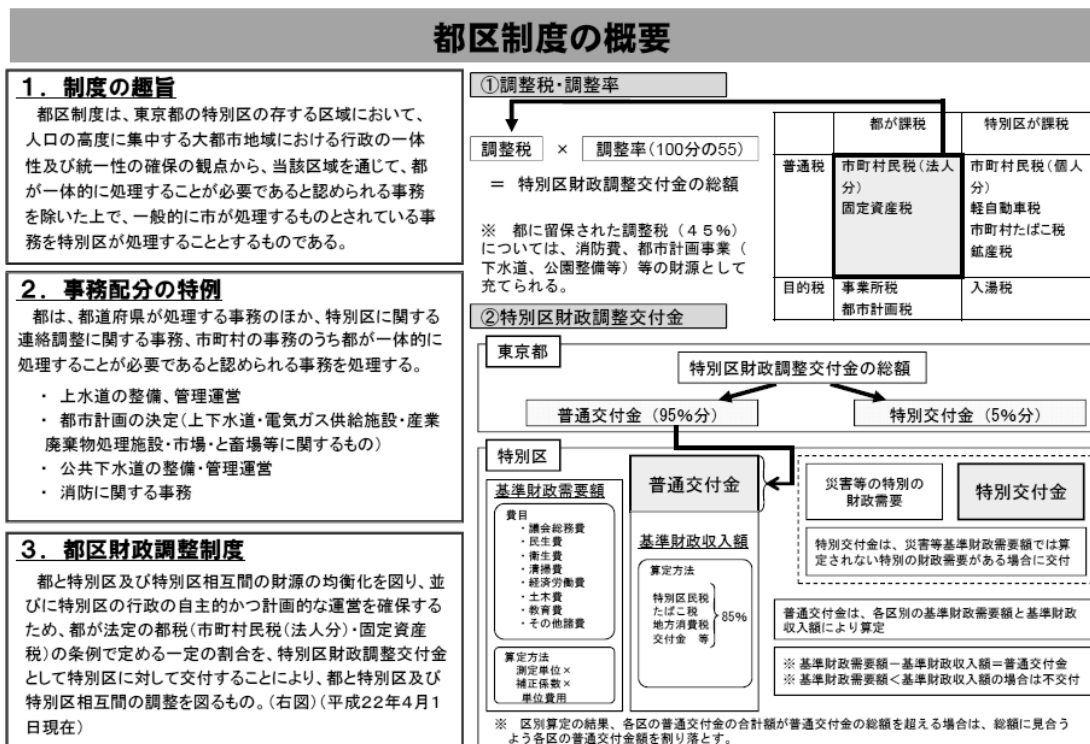 都区制度の概要
１．制度の趣旨
都区制度は、東京都の特別区の存する区域において、
人口の高度に集中する大都市地域における行政の一体
性及び統一性の確保の観点から、当該区域を通じて、都
が一体的に処理することが必要であると認められる事務
を除いた上で、一般的に市が処理するものとされている事
務を特別区が処理することとするものである。
２．事務配分の特例
都は、都道府県が処理する事務のほか、特別区に関する
連絡調整に関する事務、市町村の事務のうち都が一体的に
処理することが必要であると認められる事務を処理する。
・ 上水道の整備、管理運営
・ 都市計画の決定（上下水道・電気ガス供給施設・産業
廃棄物処理施設・市場・と畜場等に関するもの）
・ 公共下水道の整備・管理運営
・ 消防に関する事務
３．都区財政調整制度
都と特別区及び特別区相互間の財源の均衡化を図り、並
びに特別区の行政の自主的かつ計画的な運営を確保する
ため、都が法定の都税（市町村民税（法人分）・固定資産
税）の条例で定める一定の割合を、特別区財政調整交付金
として特別区に対して交付することにより、都と特別区及び
特別区相互間の調整を図るもの。（右図）（平成22年4月1
日現在）
①調整税・調整率
調整税 × 調整率（100分の55）
＝ 特別区財政調整交付金の総額
※ 都に留保された調整税（４５％）
については、消防費、都市計画事業（
下水道、公園整備等）等の財源として
充てられる。
都が課税 特別区が課税
普通税 市町村民税（法人 市町村民税（個人
分） 分）
固定資産税 軽自動車税
市町村たばこ税
鉱産税
目的税 事業所税 入湯税
都市計画税
②特別区財政調整交付金
東京都
特別区財政調整交付金の総額
普通交付金（95％分） 特別交付金（5％分）
特別区
基準財政需要額
費目
・議会総務費
・民生費
・衛生費
・清掃費
・経済労働費
・土木費
・教育費
・その他諸費
算定方法
測定単位×
補正係数×
単位費用
普通交付金
基準財政収入額
算定方法
特別区民税
たばこ税
地方消費税
交付金 等
85％
災害等の特別の
財政需要
特別交付金
特別交付金は、災害等基準財政需要額では算
定されない特別の財政需要がある場合に交付
普通交付金は、各区別の基準財政需要額と基準財政
収入額により算定
※ 基準財政需要額－基準財政収入額＝普通交付金
※ 基準財政需要額＜基準財政収入額の場合は不交付
※ 区別算定の結果、各区の普通交付金の合計額が普通交付金の総額を超える場合は、総額に見合う
よう各区の普通交付金額を割り落とす。